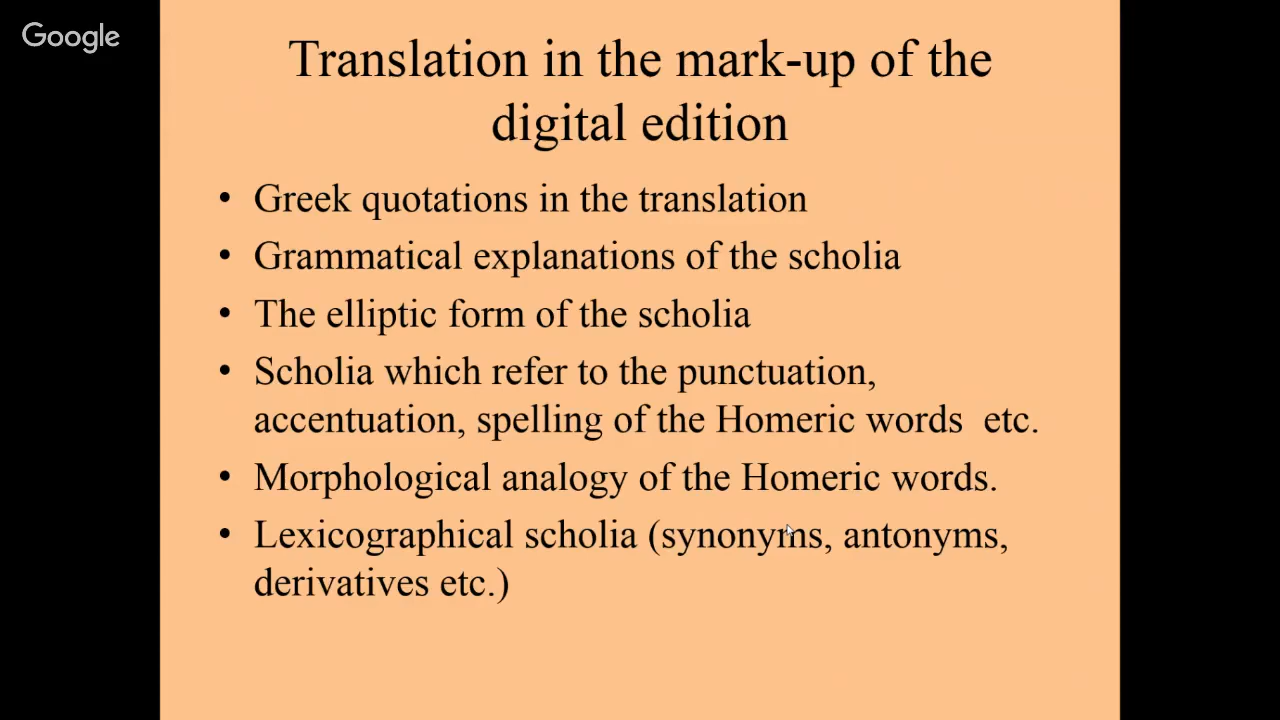 Google
Translation in the mark-up of the
digital edition
• Greek quotations in the translation
• Grammatical explanations of the scholia
• The elliptic form of the scholia
• Scholia which refer to the punctuation,
accentuation, spelling of the Homeric words  etc.
• Morphological analogy of the Homeric words.
• Lexicographical scholia (synonyms, antonyms,
derivatives etc.)